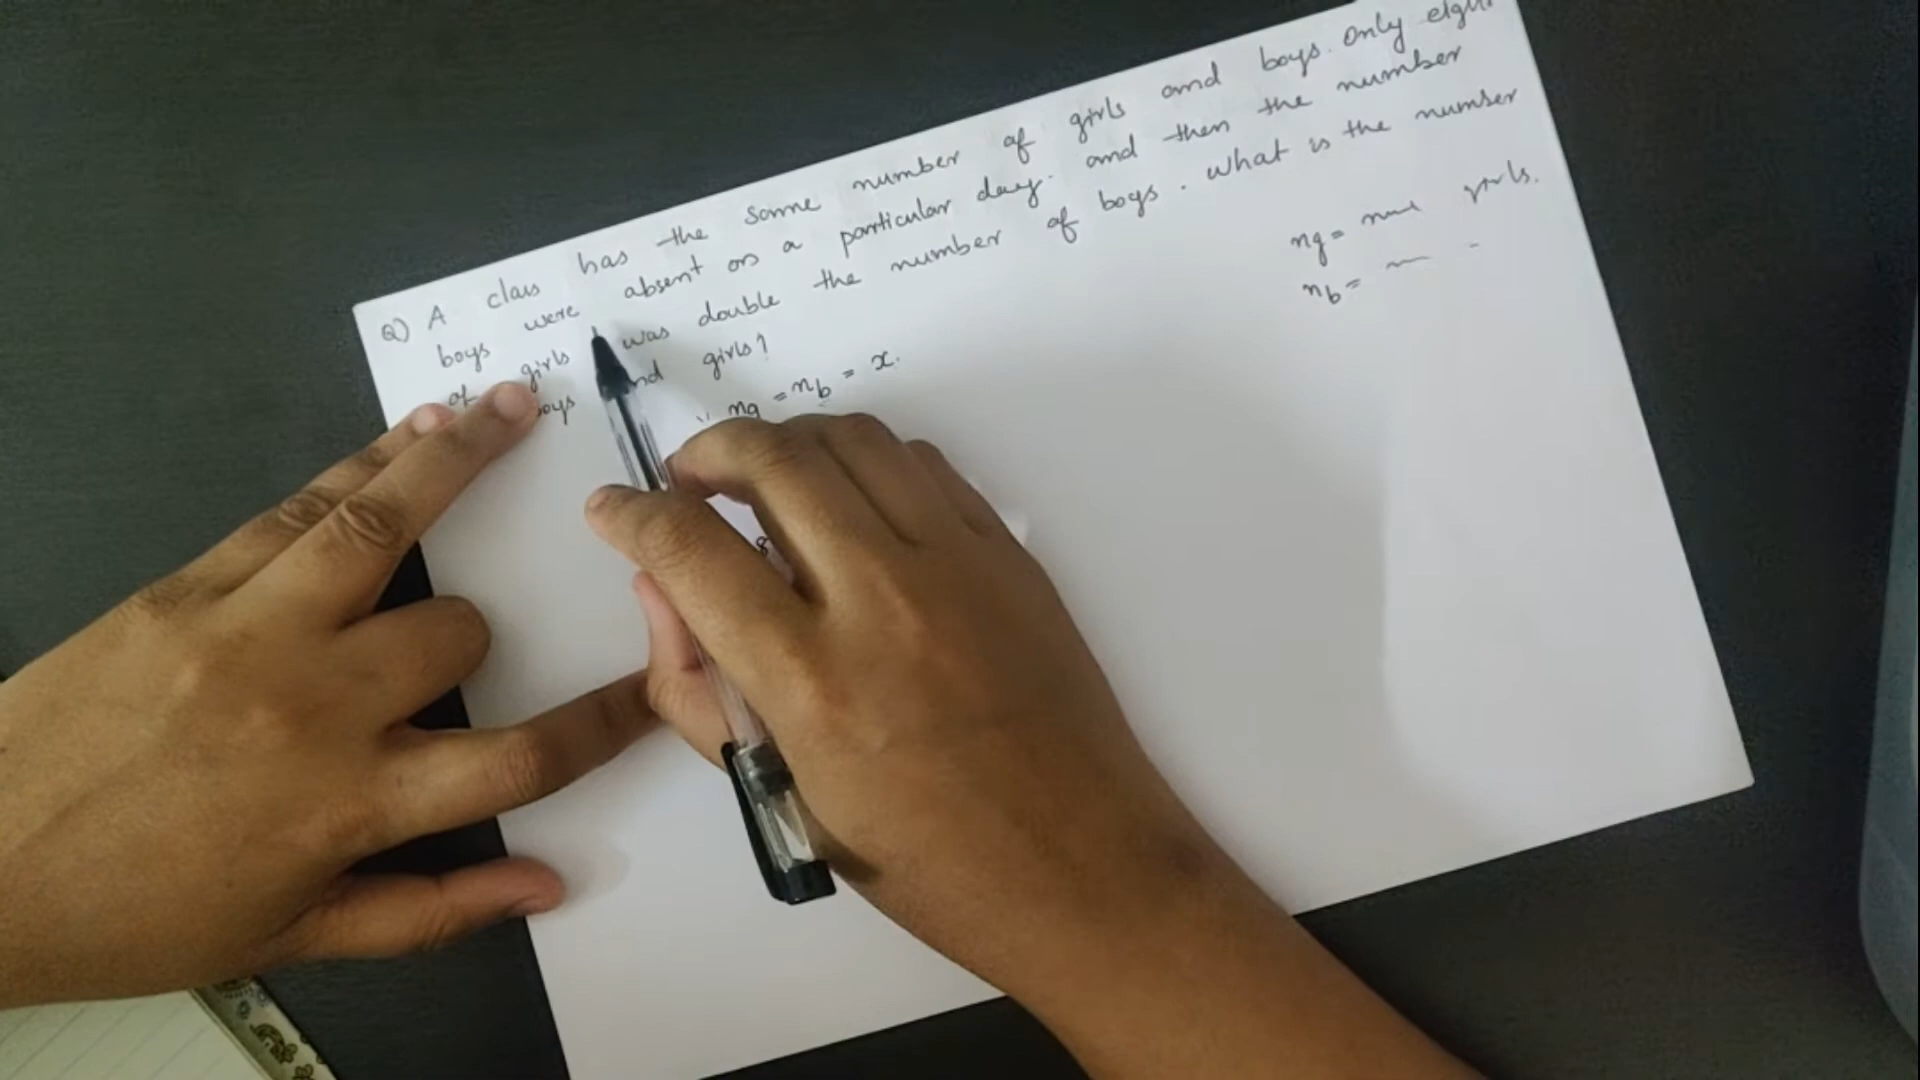 Q) A class has the same number of girls and boys. Only eight
boys were absent on a particular day. and then the number
of girls was double the number of boys. what is the number
boys and girls?
ng = girls.
nb =
ng = nb = x.
8